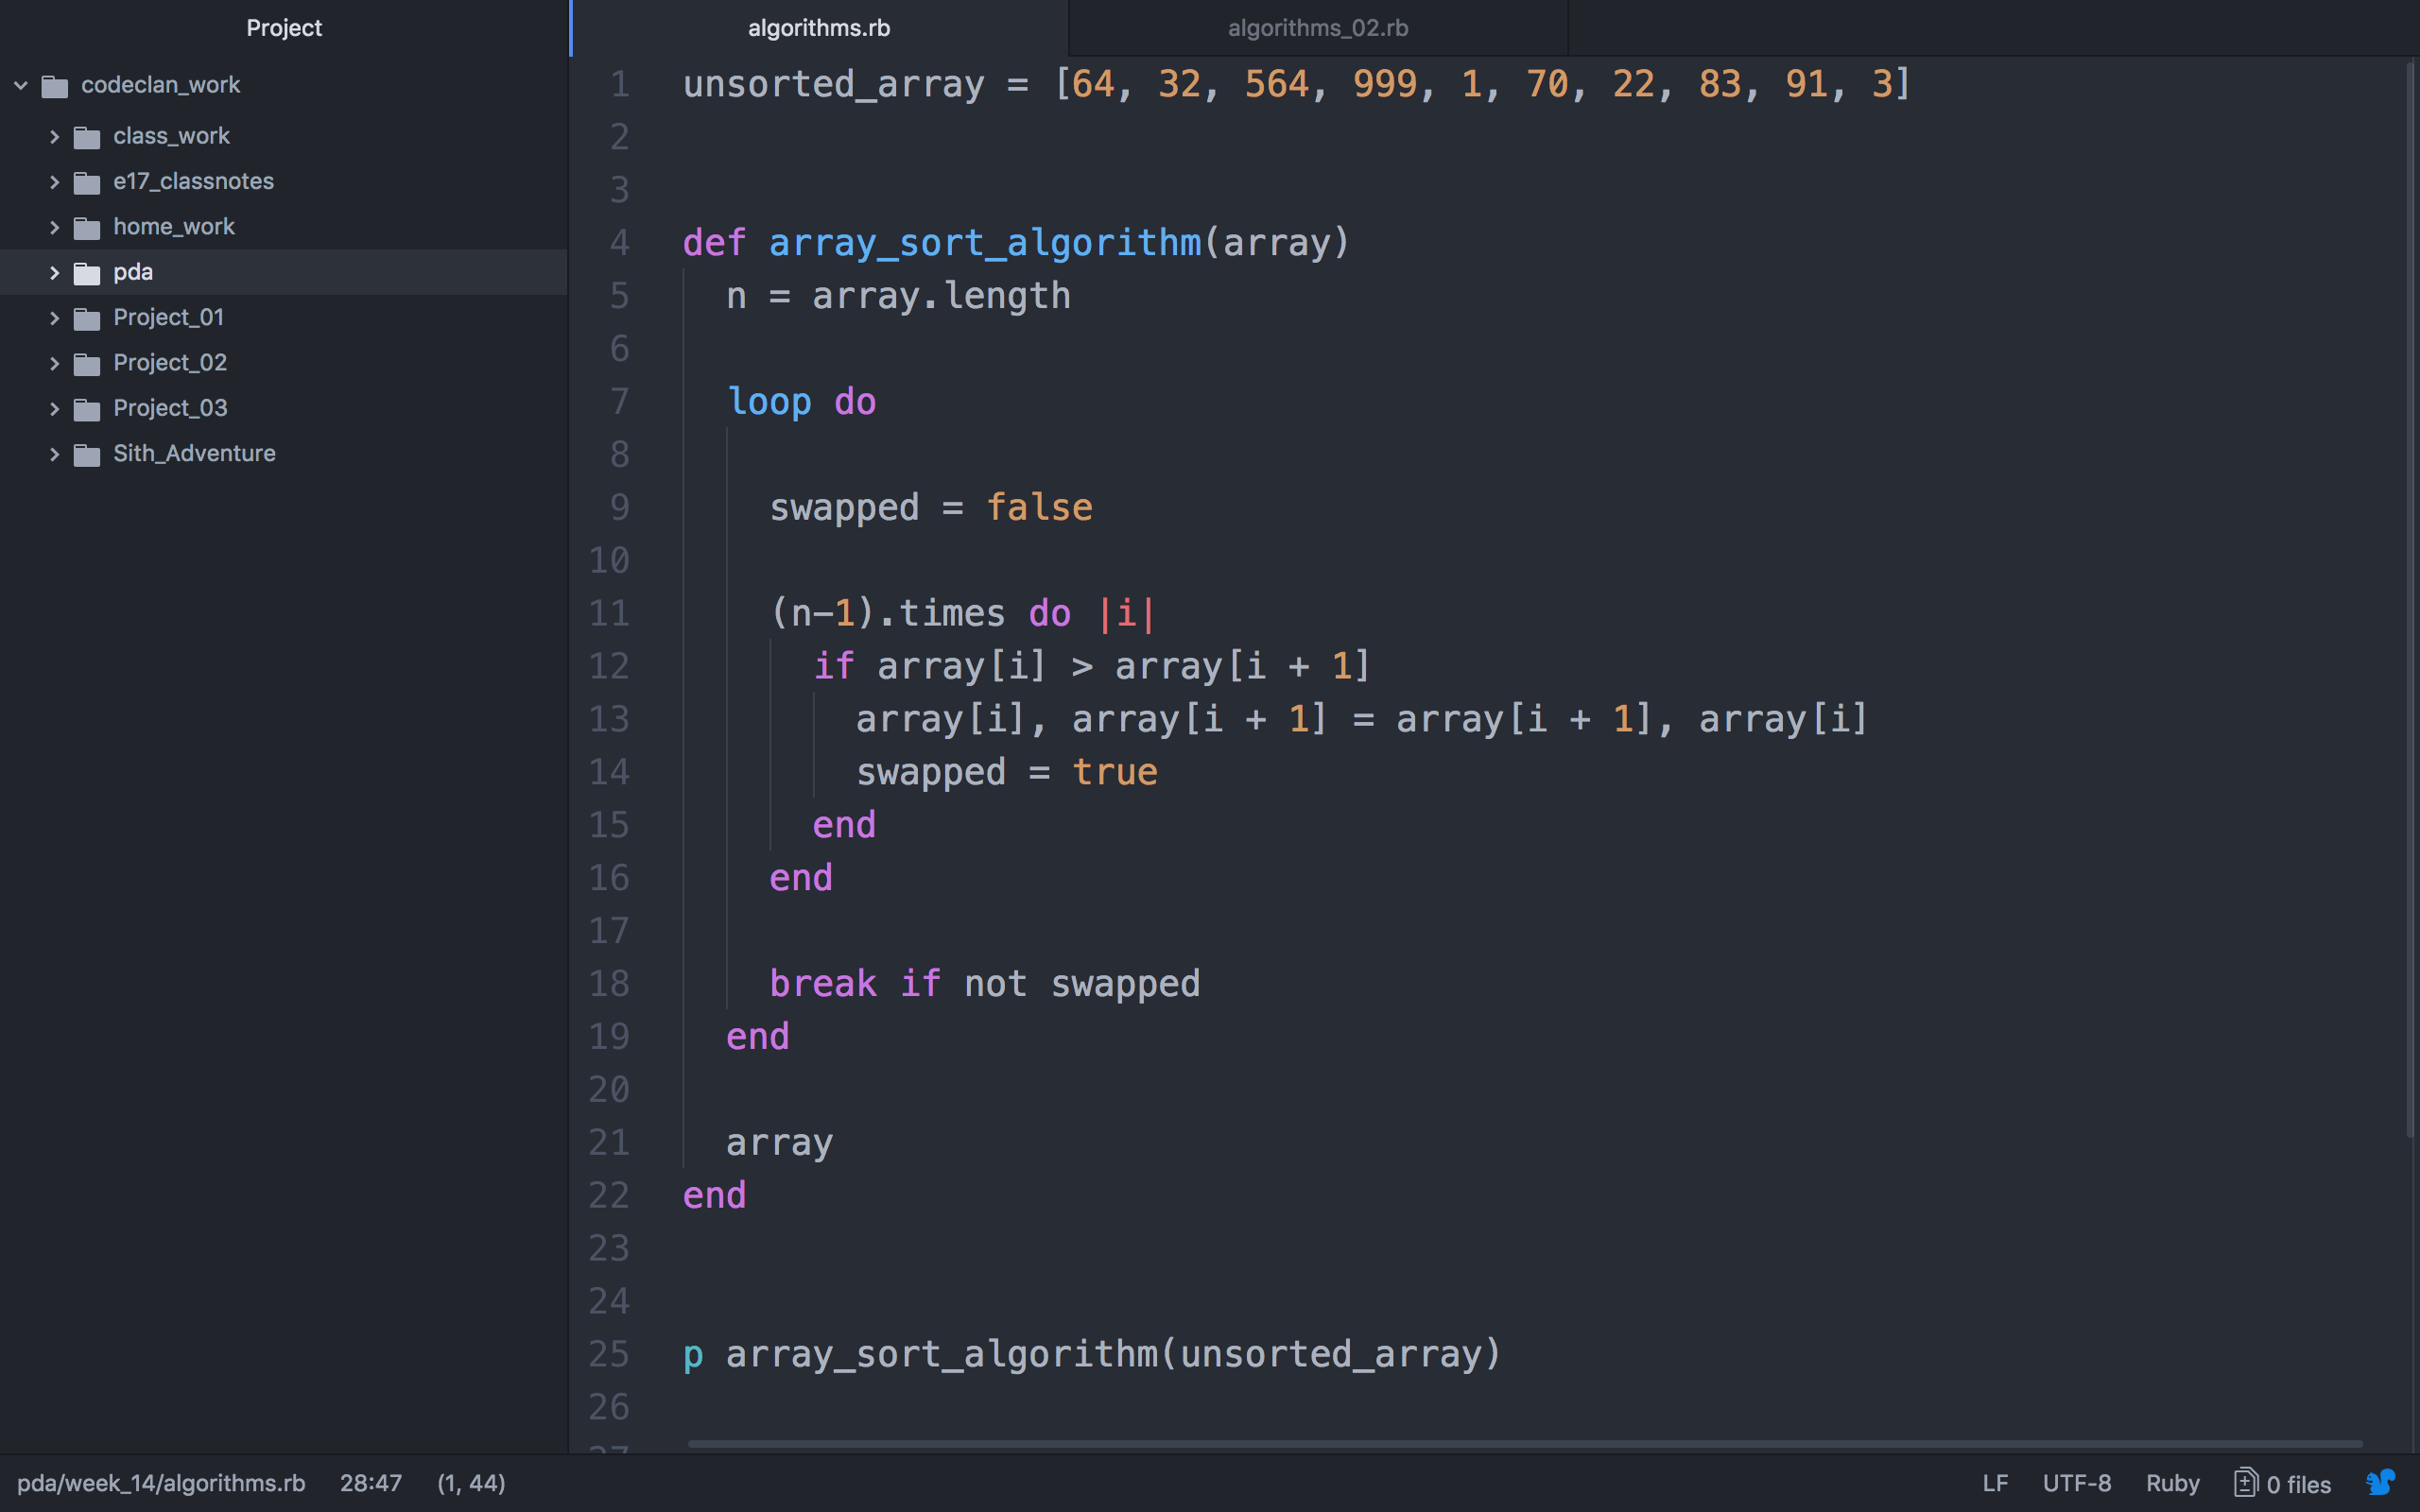 Project
codeclan_work
class_work
e17_classnotes
home_work
pda
Project_01
Project_02
Project_03
Sith_Adventure
algorithms.rb algorithms_02.rb
1 unsorted_array = [64, 32, 564, 999, 1, 70, 22, 83, 91, 3]
2
3
4 def array_sort_algorithm(array)
5   n = array.length
6
7   loop do
8
9     swapped = false
10
11     (n-1).times do |i|
12       if array[i] > array[i + 1]
13         array[i], array[i + 1] = array[i + 1], array[i]
14         swapped = true
15       end
16     end
17
18     break if not swapped
19   end
20
21   array
22 end
23
24
25 p array_sort_algorithm(unsorted_array)
26
27
pda/week_14/algorithms.rb 28:47 (1, 44) LF UTF-8 Ruby 0 files